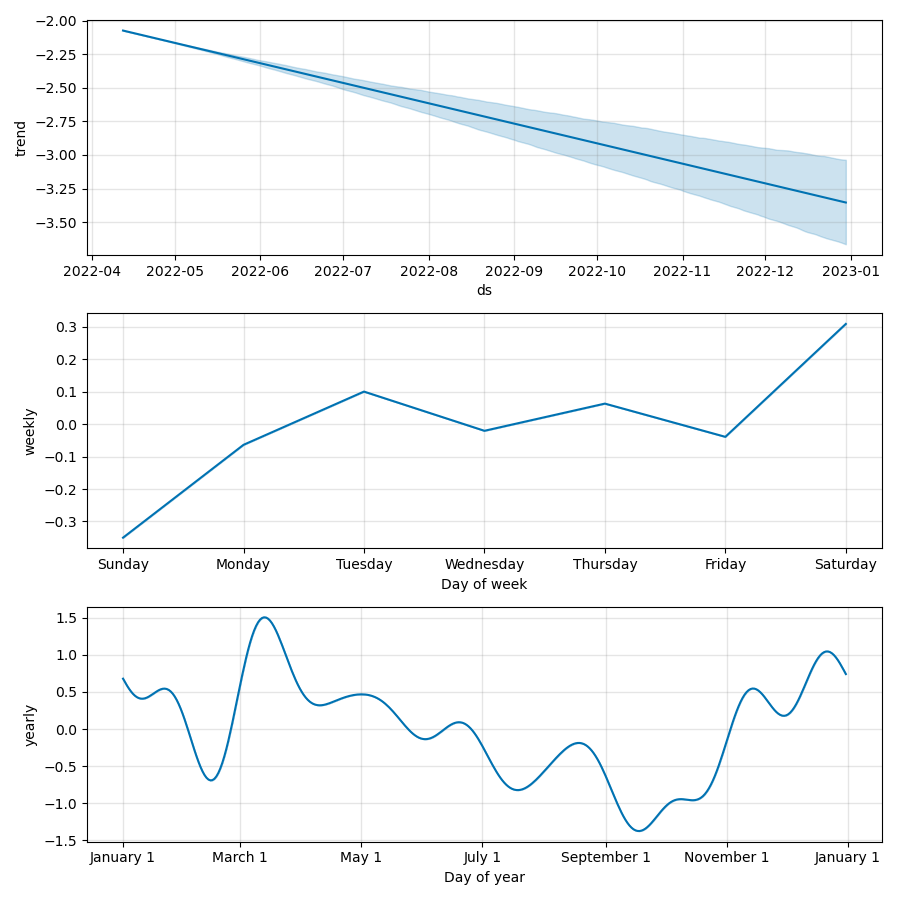 −2.00
−2.25
−2.50
−2.75
−3.00
−3.25
−3.50
trend
2022-04 2022-05 2022-06 2022-07 2022-08 2022-09 2022-10 2022-11 2022-12 2023-01
ds
0.3
0.2
0.1
0.0
−0.1
−0.2
−0.3
weekly
Sunday Monday Tuesday Wednesday Thursday Friday Saturday
Day of week
1.5
1.0
0.5
0.0
−0.5
−1.0
−1.5
yearly
January 1 March 1 May 1 July 1 September 1 November 1 January 1
Day of year